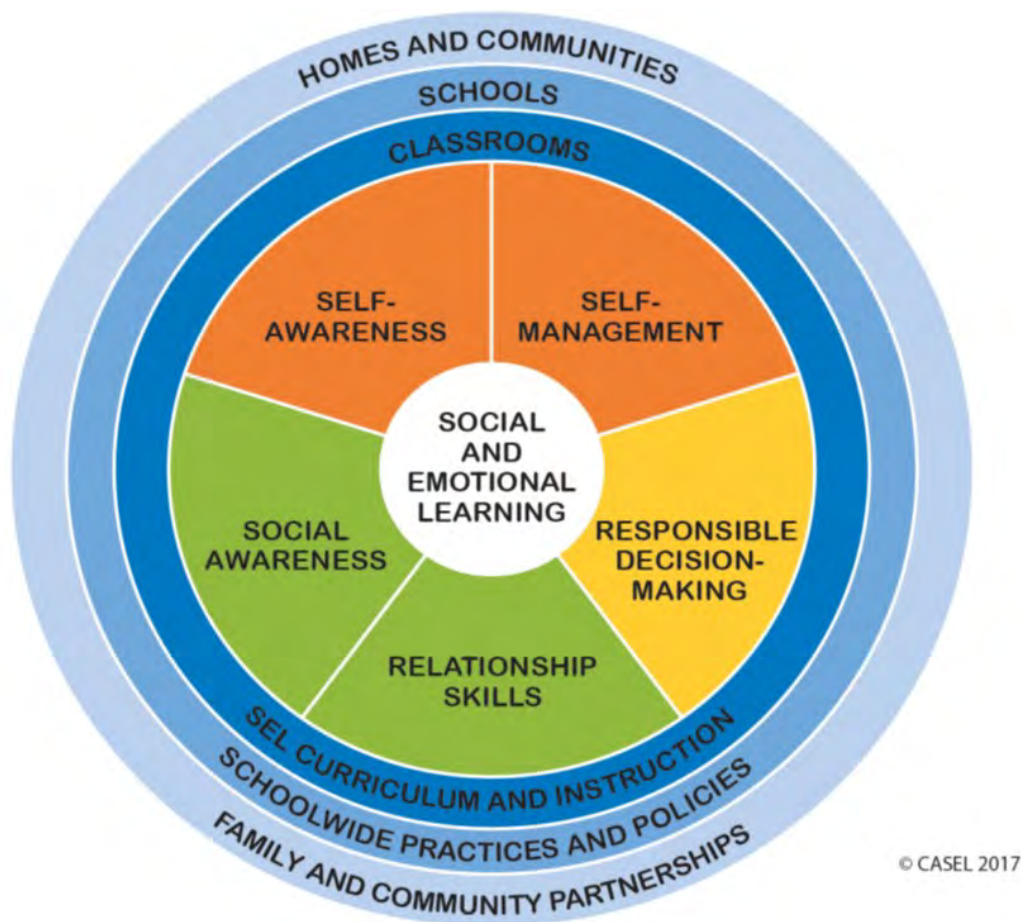 HOMES AND COMMUNITIES
SCHOOLS
CLASSROOMS
SELF-
AWARENESS
SELF-
MANAGEMENT
SOCIAL
AND
EMOTIONAL
LEARNING
SOCIAL
AWARENESS
RESPONSIBLE
DECISION-
MAKING
RELATIONSHIP
SKILLS
SEL CURRICULUM AND INSTRUCTION
SCHOOLWIDE PRACTICES AND POLICIES
FAMILY AND COMMUNITY PARTNERSHIPS
© CASEL 2017